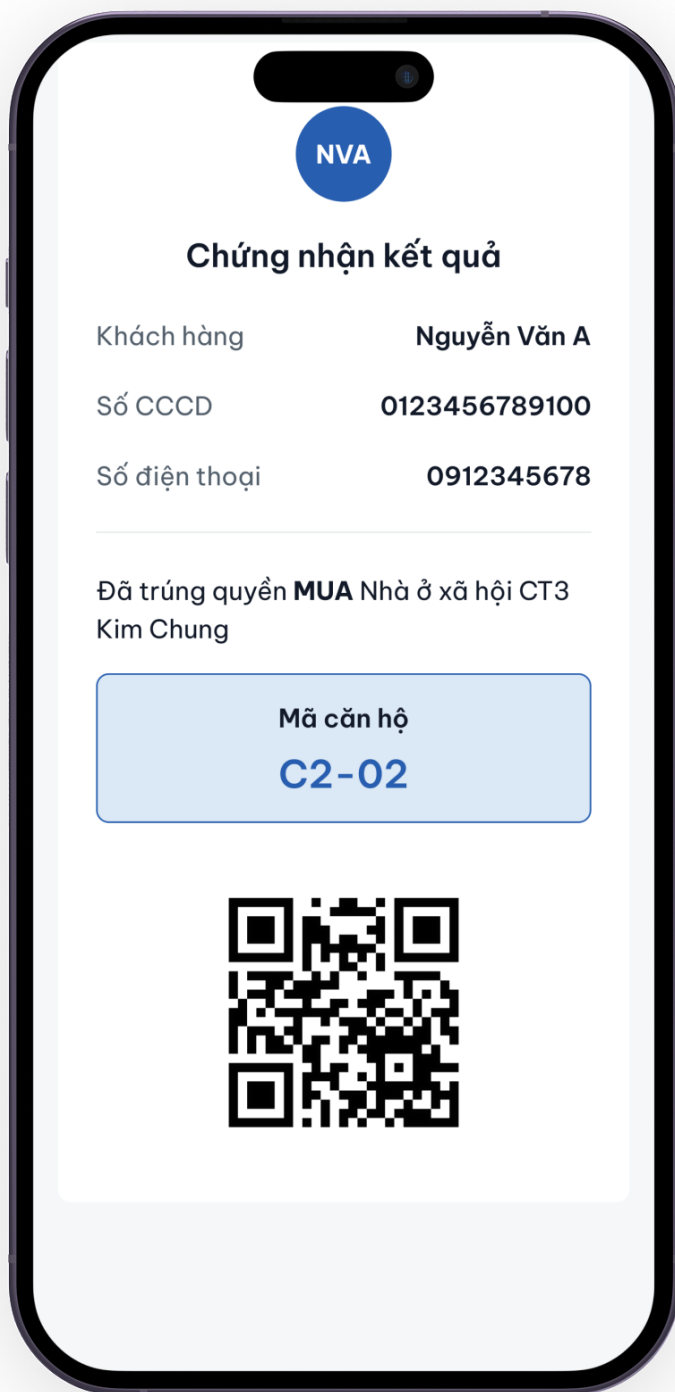 NVA
Chứng nhận kết quả
Khách hàng Nguyễn Văn A
Số CCCD 0123456789100
Số điện thoại 0912345678
Đã trúng quyền MUA Nhà ở xã hội CT3
Kim Chung
Mã căn hộ
C2-02